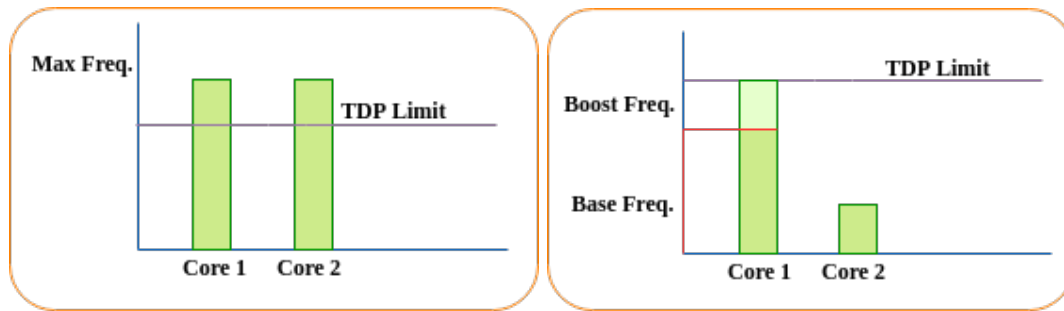 Max Freq.
TDP Limit
Core 1 Core 2
TDP Limit
Boost Freq.
Base Freq.
Core 1 Core 2